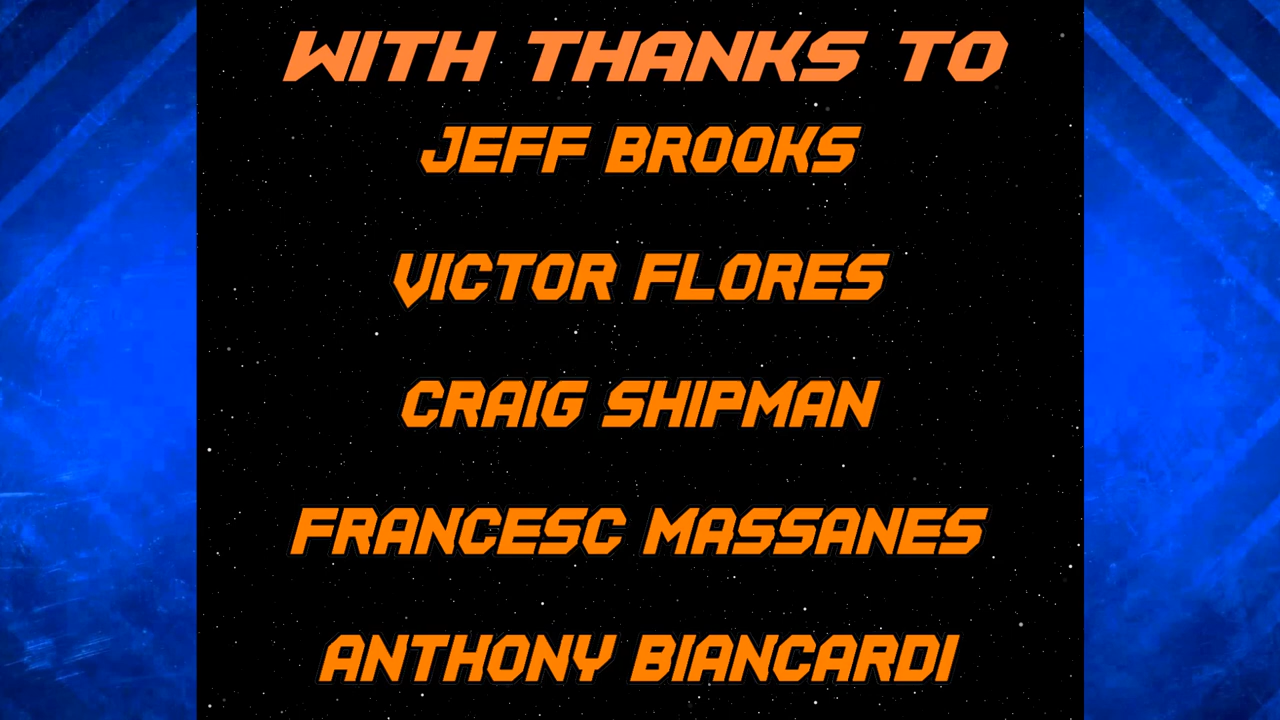 WITH THANKS TO
JEFF BROOKS
VICTOR FLORES
CRAIG SHIPMAN
FRANCESC MASSANES
ANTHONY BIANCARDI